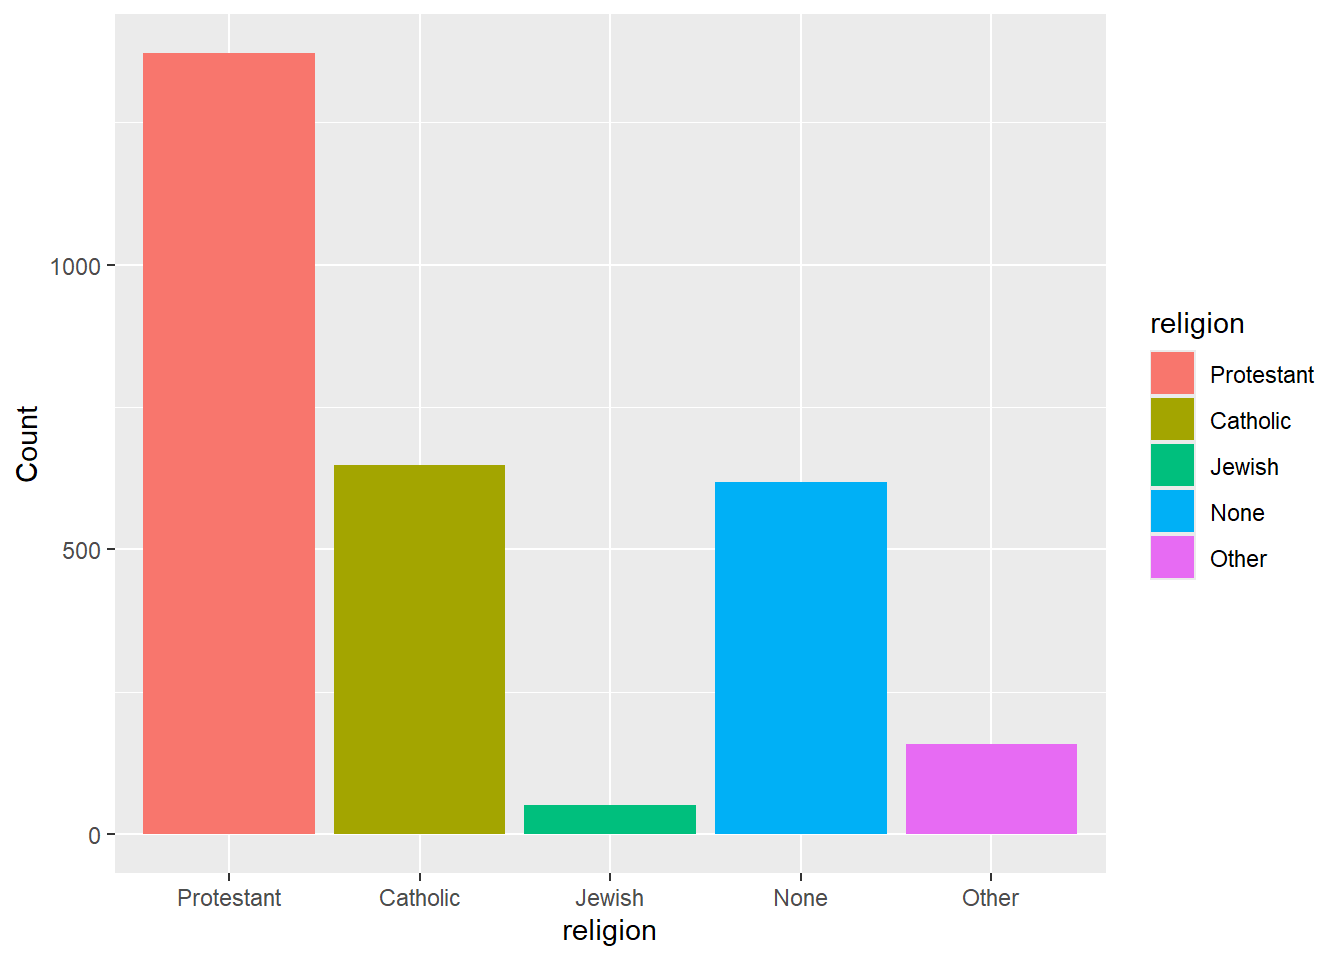 1000
500
0
Count
Protestant
Catholic
Jewish
None
Other
religion
religion
Protestant
Catholic
Jewish
None
Other